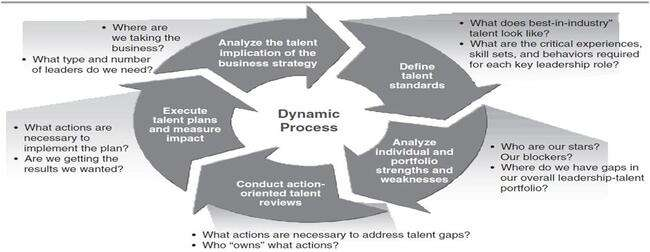 • Where are
we taking the
business?
• What type and number
of leaders do we need?
Analyze the talent
implication of the
business strategy
• What does best-in-industry"
talent look like?
• What are the critical experiences,
skill sets, and behaviors required
for each key leadership role?
Define
talent
standards
Dynamic
Process
Execute
talent plans
and measure
impact
• What actions are
necessary to
implement the plan?
• Are we getting the
results we wanted?
Analyze
individual and
portfolio
strengths and
weaknesses
• Who are our stars?
Our blockers?
• Where do we have gaps in
our overall leadership-talent
portfolio?
Conduct action-
oriented talent
reviews
• What actions are necessary to address talent gaps?
• Who "owns" what actions?